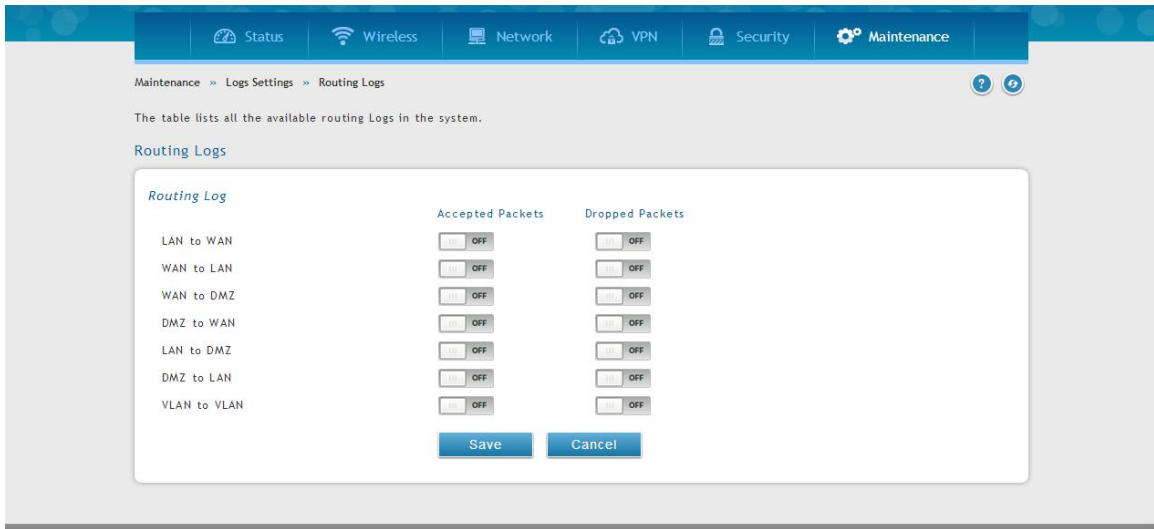 Status Wireless Network VPN Security Maintenance
Maintenance » Logs Settings » Routing Logs
The table lists all the available routing Logs in the system.
Routing Logs
Routing Log
Accepted Packets Dropped Packets
LAN to WAN OFF OFF
WAN to LAN OFF OFF
WAN to DMZ OFF OFF
DMZ to WAN OFF OFF
LAN to DMZ OFF OFF
DMZ to LAN OFF OFF
VLAN to VLAN OFF OFF
Save Cancel